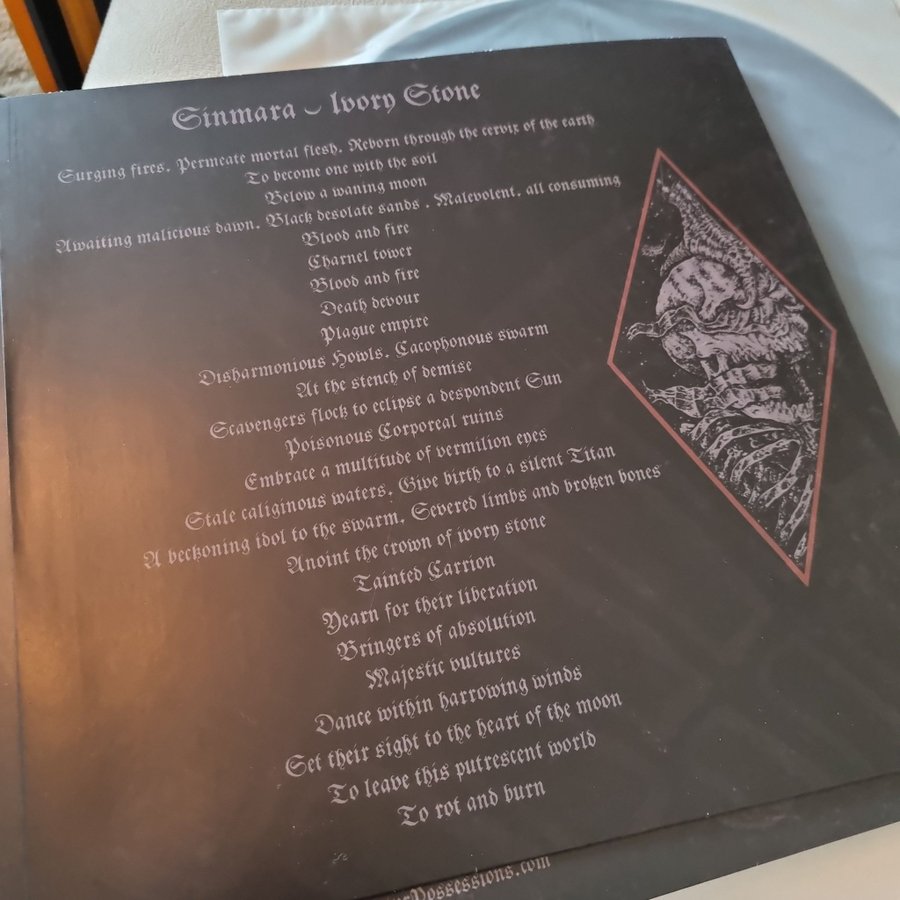 Sinmara - Ivory Stone
Surging fires. Permeate mortal flesh. Reborn through the cervix of the earth
To become one with the soil
Below a waning moon
Awaiting malicious dawn. Black desolate sands . Malevolent. all consuming
Blood and fire
Charnel tower
Blood and fire
Death devour
Plague empire
Disharmonious Howls. Cacophonous swarm
At the stench of demise
Scavengers flock to eclipse a despondent Sun
Poisonous Corporeal ruins
Embrace a multitude of vermilion eyes
Stale caliginous waters. Give birth to a silent Titan
A beckoning idol to the swarm. Severed limbs and broken bones
Anoint the crown of ivory stone
Tainted Carrion
Yearn for their liberation
Bringers of absolution
Majestic vultures
Dance within harrowing winds
Set their sight to the heart of the moon
To leave this putrescent world
To rot and burn
Possessions.com